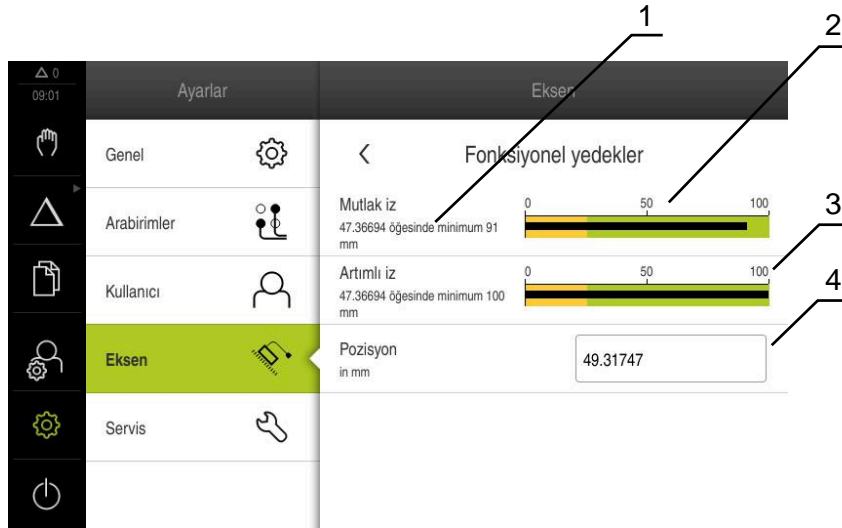 1
2
△ 0
09:01
Ayarlar
Eksen
Genel
Fonksiyonel yedekler
Mutlak iz
47.36694 öğesinde minimum 91
mm
0 50 100
3
Arabirimler
Artımlı iz
47.36694 öğesinde minimum 100
mm
0 50 100
4
Kullanıcı
Eksen
Pozisyon
in mm
49.31747
Servis